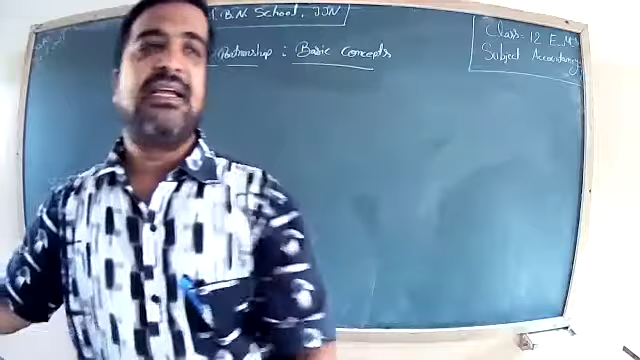 T.B.N School, JJN
Partnership : Basic Concepts
Class: 12 E.M
Subject Accountancy